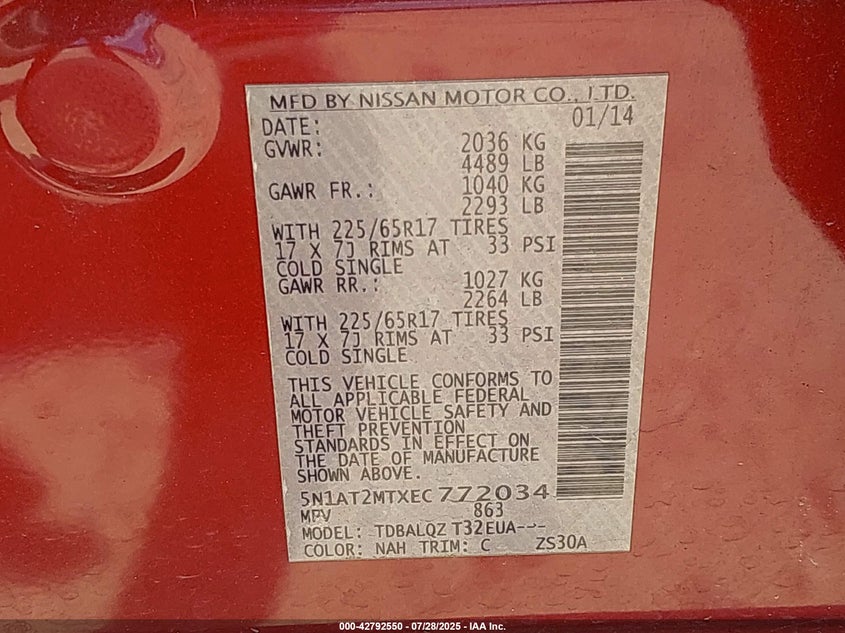 MFD BY NISSAN MOTOR CO., LTD.
DATE: 01/14
GVWR: 2036 KG
4489 LB
GAWR FR.: 1040 KG
2293 LB
WITH 225/65R17 TIRES
17 X 7J RIMS AT 33 PSI
COLD SINGLE
GAWR RR.: 1027 KG
2264 LB
WITH 225/65R17 TIRES
17 X 7J RIMS AT 33 PSI
COLD SINGLE
THIS VEHICLE CONFORMS TO
ALL APPLICABLE FEDERAL
MOTOR VEHICLE SAFETY AND
THEFT PREVENTION
STANDARDS IN EFFECT ON
THE DATE OF MANUFACTURE
SHOWN ABOVE.
5N1AT2MTXEC772034
MPV 863
MODEL: TDBALQZ T32EUA---
COLOR: NAH TRIM: C ZS30A
000-42792550 - 07/28/2025 - IAA Inc.